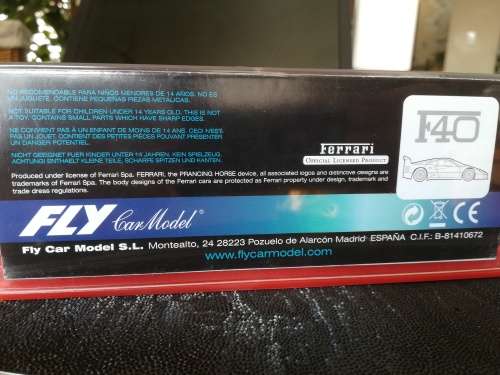 NO RECOMENDABLE PARA NIÑOS MENORES DE 14 AÑOS. NO ES
UN JUGUETE. CONTIENE PEQUEÑAS PIEZAS METALICAS.
NOT SUITABLE FOR CHILDREN UNDER 14 YEARS OLD. THIS IS NOT
A TOY. CONTAINS SMALL PARTS WHICH HAVE SHARP EDGES.
NE CONVIENT PAS À UN ENFANT DE MOINS DE 14 ANS. CECI N'EST
PAS UN JOUET. CONTIENT DES PETITES PIÈCES POUVANT PRÉSENTER
UN DANGER.
NICHT GEEIGNET FUER KINDER UNTER 14 JAHREN. KEIN SPIELZEUG
ACHTUNG ENTHAELT KLEINE TEILE, SCHARFE SPITZEN UND KANTEN.
Ferrari
OFFICIAL LICENSED PRODUCT
F40
Produced under license of Ferrari Spa. FERRARI, the PRANCING HORSE device, all associated logos and distinctive designs are
trademarks of Ferrari Spa. The body designs of the Ferrari cars are protected as Ferrari property under design, trademark and
trade dress regulations.
FLY Car Model®
CE
Fly Car Model S.L. Montealto, 24 28223 Pozuelo de Alarcón Madrid ESPAÑA C.I.F.: B-81410672
www.flycarmodel.com